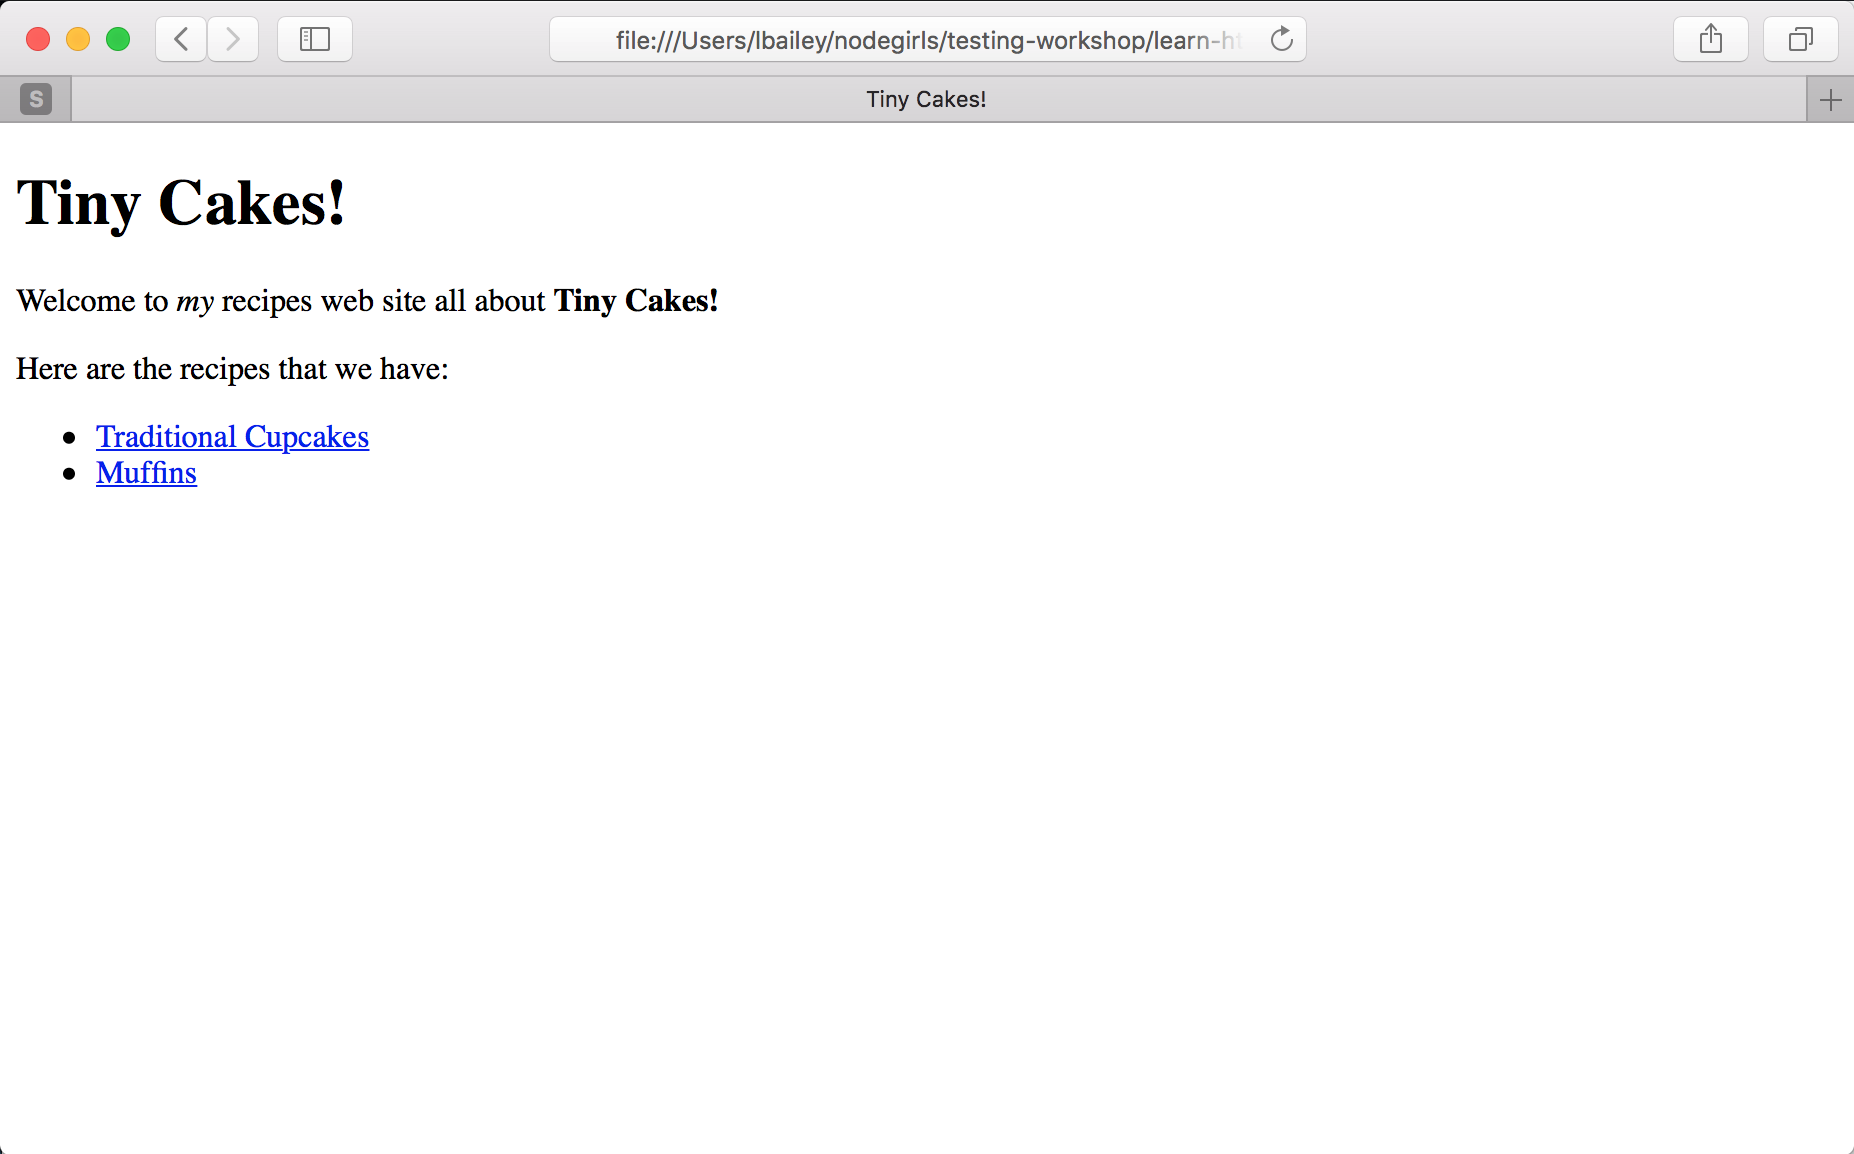 file:///Users/lbailey/nodegirls/testing-workshop/learn-ht
S
Tiny Cakes!
Tiny Cakes!
Welcome to my recipes web site all about Tiny Cakes!
Here are the recipes that we have:
Traditional Cupcakes
Muffins